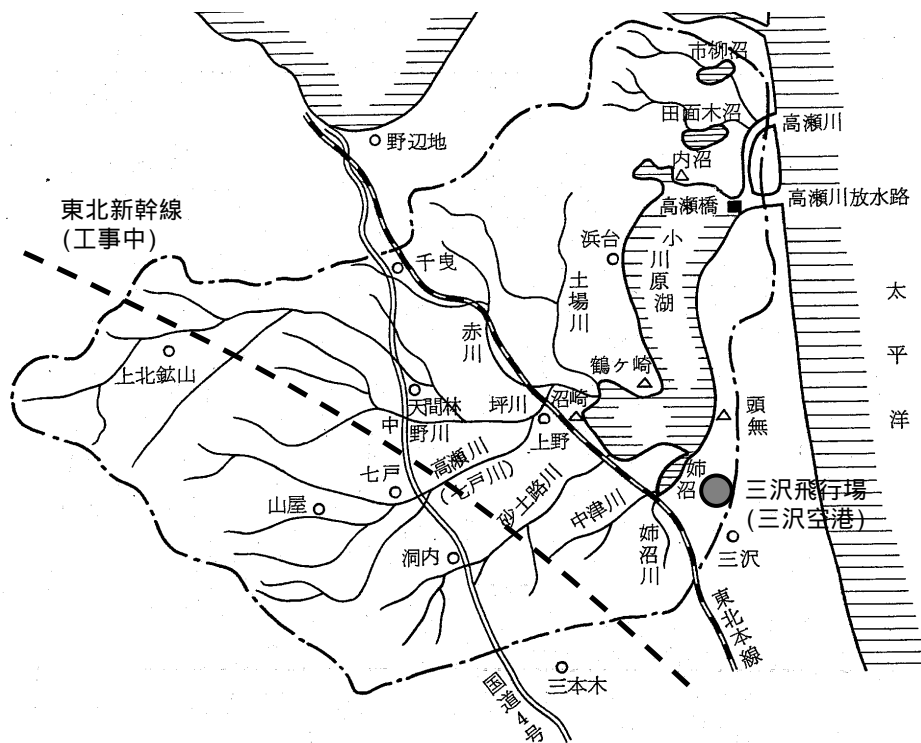 市柳沼
田面木沼
高瀬川
内沼
野辺地
高瀬橋
高瀬川放水路
東北新幹線
(工事中)
浜台
小川原湖
千曳
土場川
太平洋
赤川
上北鉱山
鶴ヶ崎
天間林
坪川
沼崎
頭無
中野川
上野
高瀬川
(七戸川)
姉沼
七戸
三沢飛行場
(三沢空港)
山屋
砂土路川
中津川
姉沼川
三沢
洞内
東北本線
三本木
国道4号